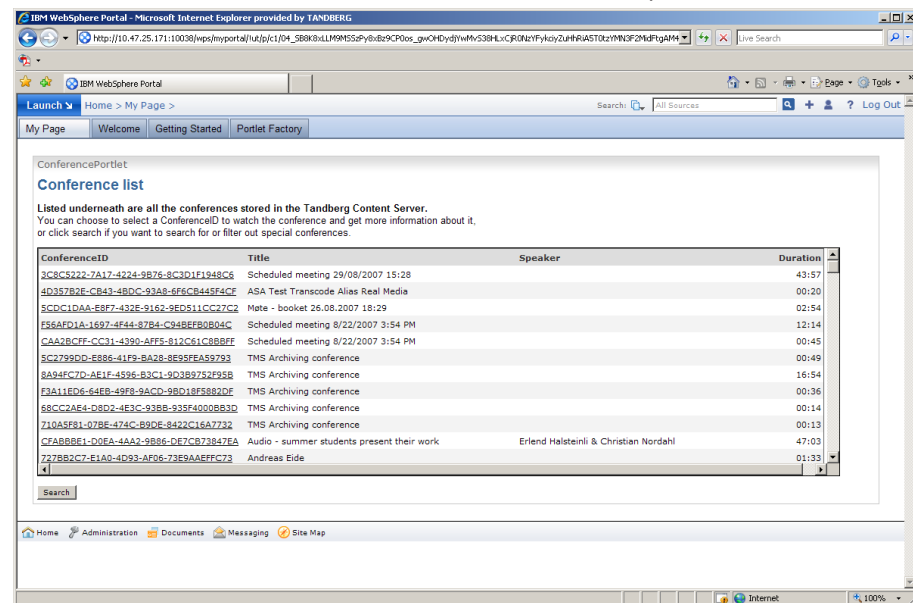 IBM WebSphere Portal - Microsoft Internet Explorer provided by TANDBERG
Live Search
IBM WebSphere Portal
Page
Tools
Launch Home > My Page > Search: All Sources ? Log Out
My Page Welcome Getting Started Portlet Factory
ConferencePortlet
Conference list
Listed underneath are all the conferences stored in the Tandberg Content Server.
You can choose to select a ConferenceID to watch the conference and get more information about it,
or click search if you want to search for or filter out special conferences.
ConferenceID Title Speaker Duration
3C8C5222-7A17-4224-9B76-8C3D1F1948C6 Scheduled meeting 29/08/2007 15:28 43:57
4D357B2E-CB43-4BDC-93A8-6F6CB445F4CF ASA Test Transcode Alias Real Media 00:20
5CDC1DAA-E8F7-432E-9162-9ED511CC27C2 Møte - booket 26.08.2007 18:29 02:54
F56AFD1A-1697-4F44-87B4-C94BEFB0B04C Scheduled meeting 8/22/2007 3:54 PM 12:14
CAA2BCFF-CC31-4390-AFF5-812C61C8BBFF Scheduled meeting 8/22/2007 3:54 PM 00:45
5C2799DD-E886-41F9-BA28-8E95FEA59793 TMS Archiving conference 00:49
8A94FC7D-AE1F-4596-B3C1-9D3B9752F95B TMS Archiving conference 16:54
F3A11ED6-64EB-49F8-9ACD-9BD18F5882DF TMS Archiving conference 00:36
68CC2AE4-D8D2-4E3C-93BB-935F4000BB3D TMS Archiving conference 00:14
710A5F81-07BE-474C-B9DE-8422C16A7732 TMS Archiving conference 00:13
CFABBBE1-D0EA-4AA2-9B86-DE7CB73847EA Audio - summer students present their work Erlend Halsteinli & Christian Nordahl 47:03
727BB2C7-E1A0-4D93-AF06-73E9AAEFFC73 Andreas Eide 01:33
Search
Home Administration Documents Messaging Site Map
Internet 100%